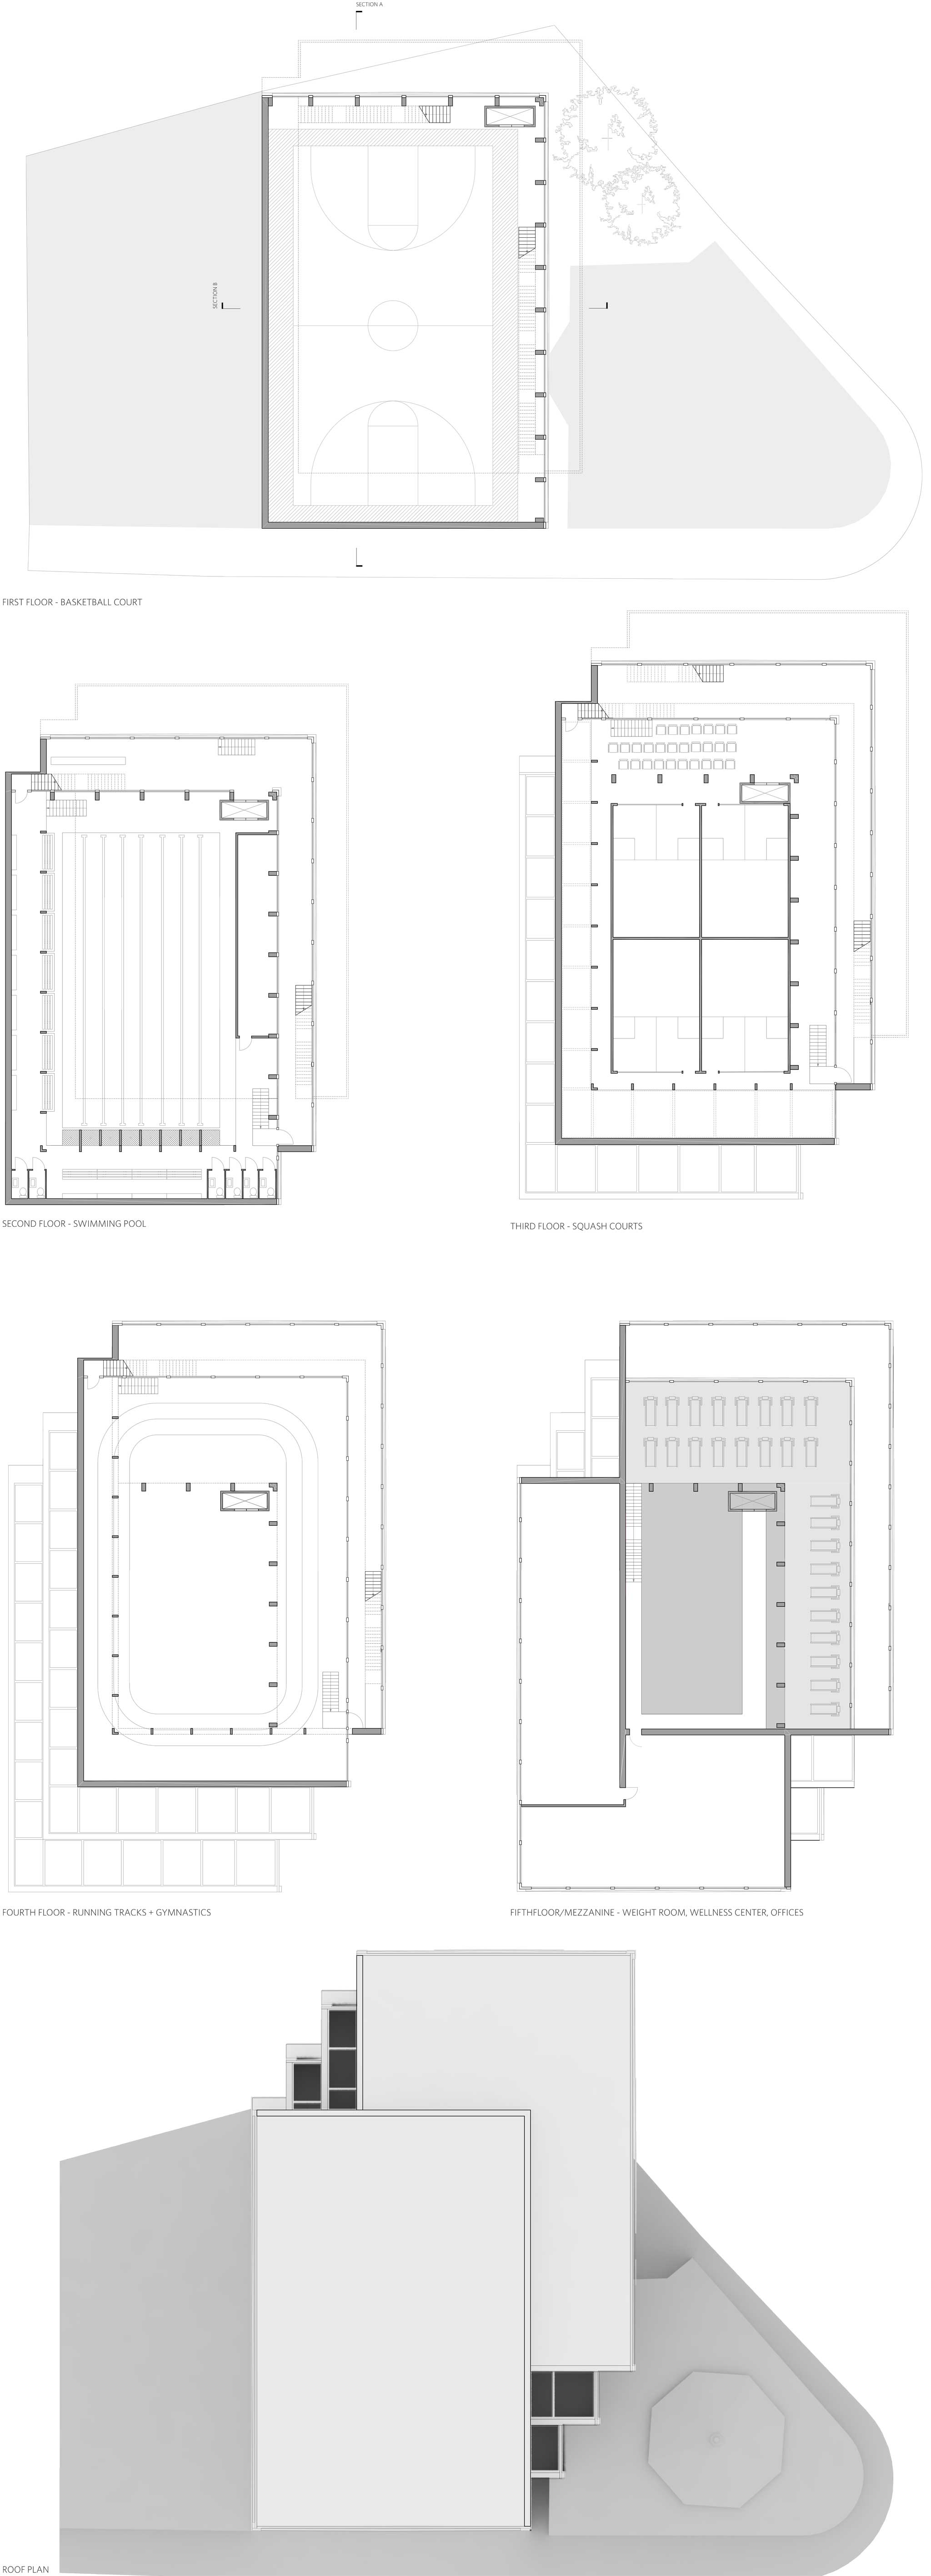 SECTION A
SECTION B
FIRST FLOOR - BASKETBALL COURT
SECOND FLOOR - SWIMMING POOL
THIRD FLOOR - SQUASH COURTS
FOURTH FLOOR - RUNNING TRACKS + GYMNASTICS
FIFTHFLOOR/MEZZANINE - WEIGHT ROOM, WELLNESS CENTER, OFFICES
ROOF PLAN